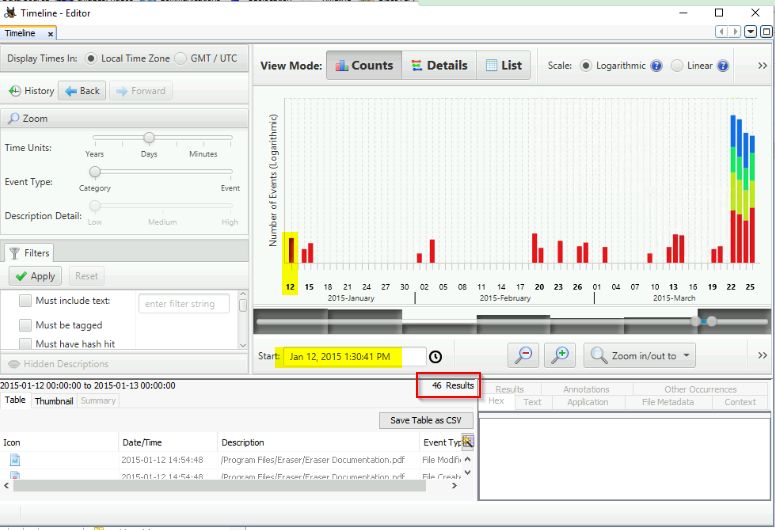 Timeline - Editor
Timeline x
Display Times In: Local Time Zone GMT / UTC
History Back Forward
Zoom
Time Units:
Years Days Minutes
Event Type:
Category Event
Description Detail:
Low Medium High
Filters
Apply Reset
Must include text: enter filter string
Must be tagged
Must have hash hit
Hidden Descriptions
View Mode: Counts Details List Scale: Logarithmic Linear >>
Number of Events (Logarithmic)
12 15 18 21 24 27 30 02 05 08 11 14 17 20 23 26 01 04 07 10 13 16 19 22 25
2015-January 2015-February 2015-March
Start: Jan 12, 2015 1:30:41 PM Zoom in/out to >>
2015-01-12 00:00:00 to 2015-01-13 00:00:00 46 Results
Table Thumbnail Summary
Save Table as CSV
Icon Date/Time Description Event Typ
2015-01-12 14:54:48 /Program Files/Eraser/Eraser Documentation.pdf File Modifi
2015-01-12 14:54:48 /Program Files/Eraser/Eraser Documentation.pdf File Create
Results Annotations Other Occurrences
Hex Text Application File Metadata Context